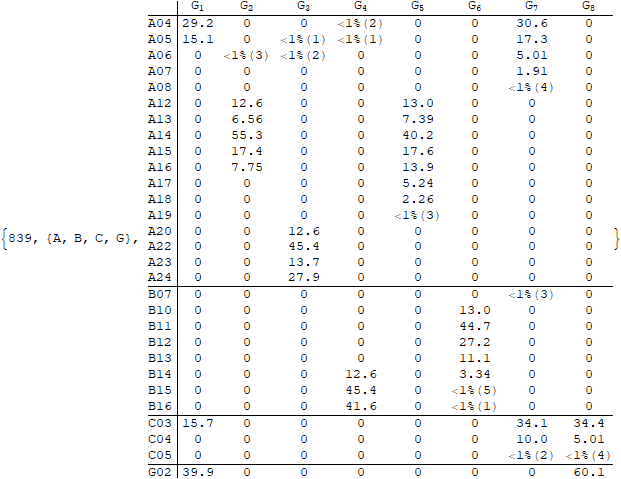 G1 G2 G3 G4 G5 G6 G7 G8
A04 29.2 0 0 <1%(2) 0 0 30.6 0
A05 15.1 0 <1%(1) <1%(1) 0 0 17.3 0
A06 0 <1%(3) <1%(2) 0 0 0 5.01 0
A07 0 0 0 0 0 0 1.91 0
A08 0 0 0 0 0 0 <1%(4) 0
A12 0 12.6 0 0 13.0 0 0 0
A13 0 6.56 0 0 7.39 0 0 0
A14 0 55.3 0 0 40.2 0 0 0
A15 0 17.4 0 0 17.6 0 0 0
A16 0 7.75 0 0 13.9 0 0 0
A17 0 0 0 0 5.24 0 0 0
A18 0 0 0 0 2.26 0 0 0
A19 0 0 0 0 <1%(3) 0 0 0
{839, {A, B, C, G}, A20 0 0 12.6 0 0 0 0 0 }
A22 0 0 45.4 0 0 0 0 0
A23 0 0 13.7 0 0 0 0 0
A24 0 0 27.9 0 0 0 0 0
B07 0 0 0 0 0 0 <1%(3) 0
B10 0 0 0 0 0 13.0 0 0
B11 0 0 0 0 0 44.7 0 0
B12 0 0 0 0 0 27.2 0 0
B13 0 0 0 0 0 11.1 0 0
B14 0 0 0 12.6 0 3.34 0 0
B15 0 0 0 45.4 0 <1%(5) 0 0
B16 0 0 0 41.6 0 <1%(1) 0 0
C03 15.7 0 0 0 0 0 34.1 34.4
C04 0 0 0 0 0 0 10.0 5.01
C05 0 0 0 0 0 0 <1%(2) <1%(4)
G02 39.9 0 0 0 0 0 0 60.1